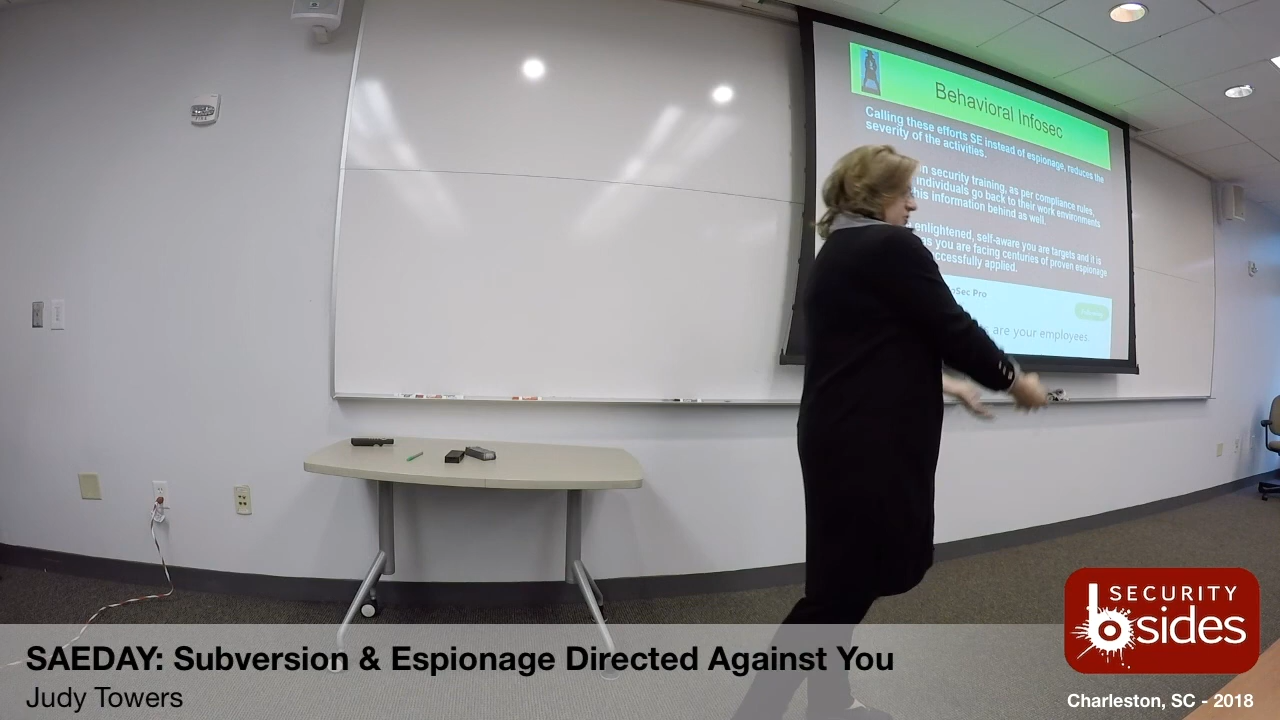 Behavioral Infosec
Calling these efforts SE instead of espionage, reduces the
severity of the activities.
security training, as per compliance rules,
individuals go back to their work environments
this information behind as well.
enlightened, self-aware you are targets and it is
as you are facing centuries of proven espionage
successfully applied.
Pro
are your employees.
FIRE
SECURITY
bsides
SAEDAY: Subversion & Espionage Directed Against You
Judy Towers
Charleston, SC - 2018